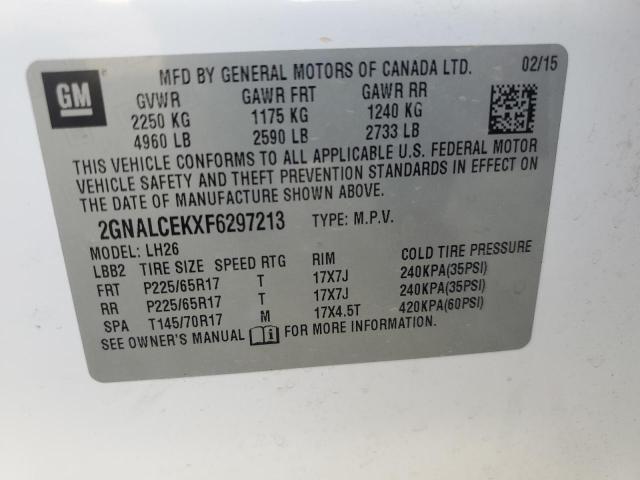 GM
MFD BY GENERAL MOTORS OF CANADA LTD. 02/15
GVWR GAWR FRT GAWR RR
2250 KG 1175 KG 1240 KG
4960 LB 2590 LB 2733 LB
THIS VEHICLE CONFORMS TO ALL APPLICABLE U.S. FEDERAL MOTOR
VEHICLE SAFETY AND THEFT PREVENTION STANDARDS IN EFFECT ON
THE DATE OF MANUFACTURE SHOWN ABOVE.
2GNALCEKXF6297213 TYPE: M.P.V.
MODEL: LH26
LBB2 TIRE SIZE SPEED RTG RIM COLD TIRE PRESSURE
FRT P225/65R17 T 17X7J 240KPA(35PSI)
RR P225/65R17 T 17X7J 240KPA(35PSI)
SPA T145/70R17 M 17X4.5T 420KPA(60PSI)
SEE OWNER'S MANUAL FOR MORE INFORMATION.